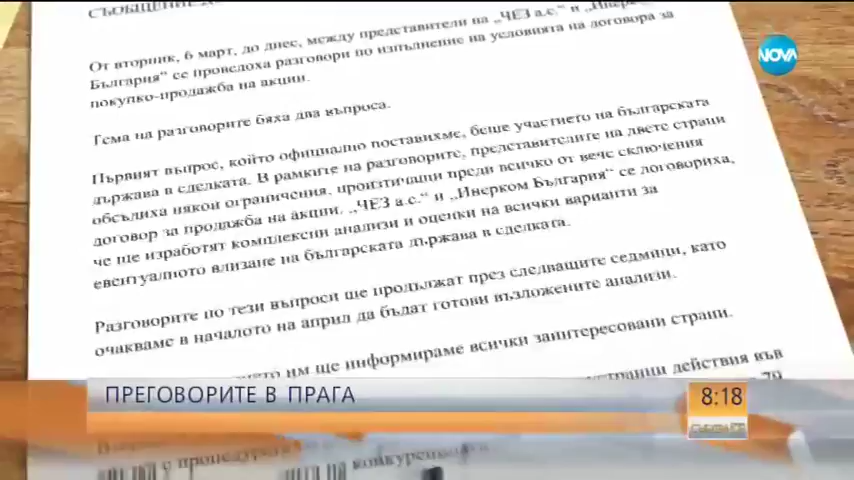 СЪОБЩЕНИЕ
От вторник, 6 март, до днес, между представители на „ЧЕЗ а.с.“ и „Инерком
България“ се проведоха разговори по изпълнение на условията на договора за
покупко-продажба на акции.
Тема на разговорите бяха два въпроса.
Първият въпрос, който официално поставихме, беше участието на българската
държава в сделката. В рамките на разговорите, представителите на двете страни
обсъдиха някои ограничения, произтичащи преди всичко от вече сключения
договор за продажба на акции. „ЧЕЗ а.с.“ и „Инерком България“ се договориха,
че ще изработят комплексни анализи и оценки на всички варианти за
евентуалното влизане на българската държава в сделката.
Разговорите по тези въпроси ще продължат през следващите седмици, като
очакваме в началото на април да бъдат готови възложените анализи.
им ще информираме всички заинтересовани страни.
действия във
NOVA
ПРЕГОВОРИТЕ В ПРАГА
8:18